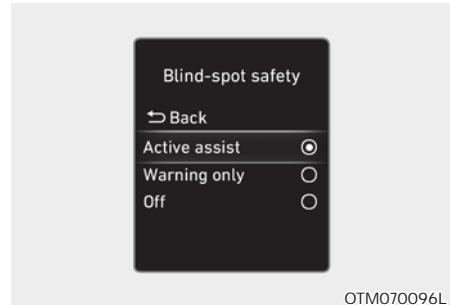 Blind-spot safety
⮌ Back
Active assist
Warning only
Off
OTM070096L